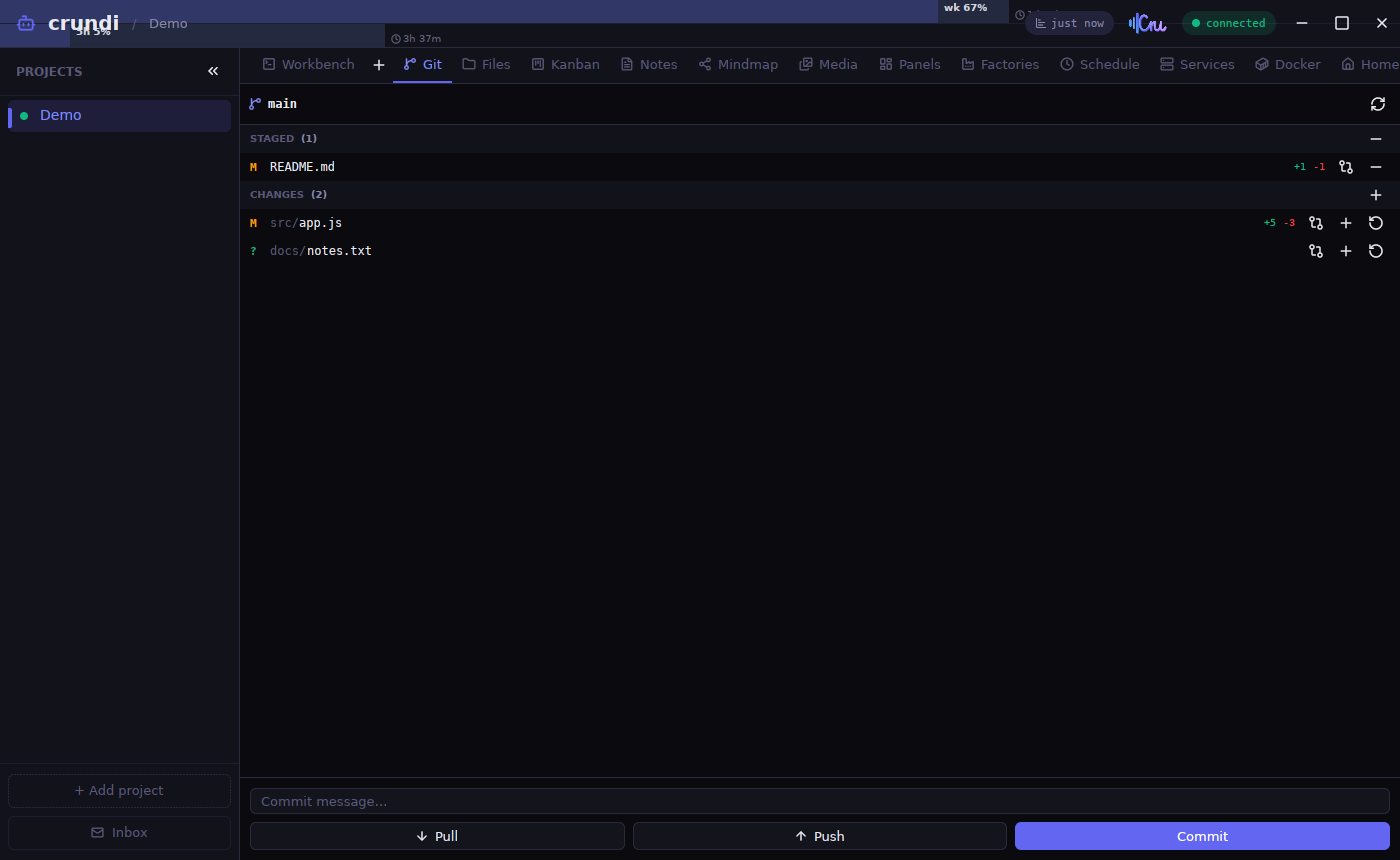 wk 67%
crundi / Demo
just now
connected
5h 5%
3h 37m
PROJECTS
Workbench
Git
Files
Kanban
Notes
Mindmap
Media
Panels
Factories
Schedule
Services
Docker
Home
Demo
main
STAGED (1)
M README.md +1 -1
CHANGES (2)
M src/app.js +5 -3
? docs/notes.txt
+ Add project
Inbox
Commit message...
Pull
Push
Commit